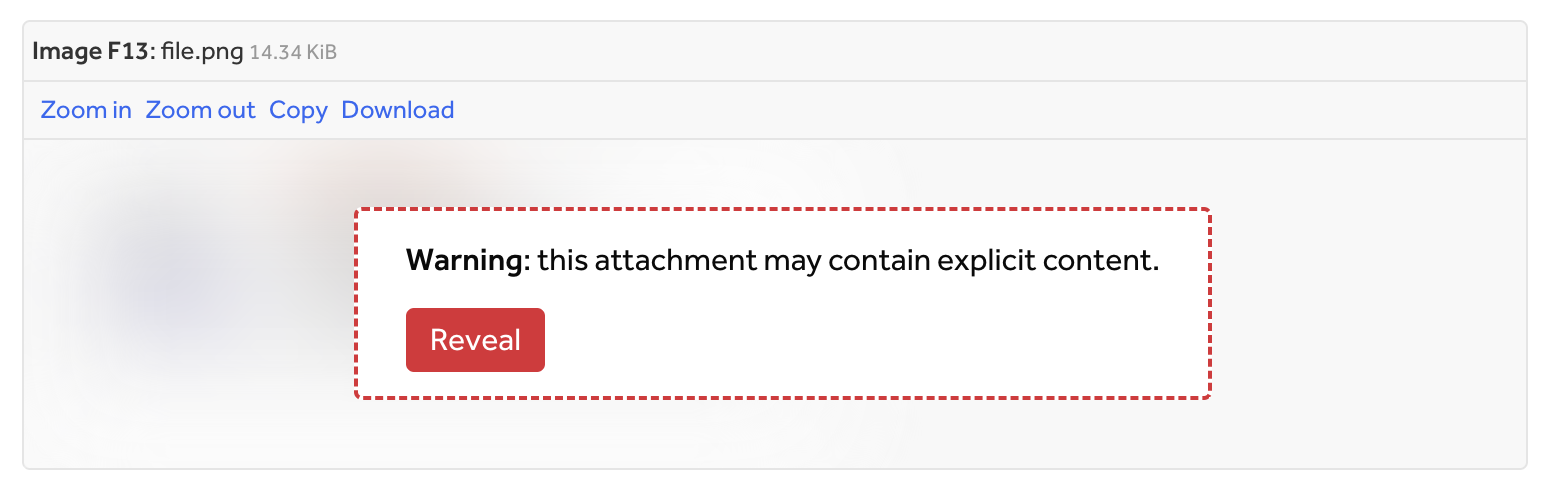 Image F13: file.png 14.34 KiB
Zoom in Zoom out Copy Download
Warning: this attachment may contain explicit content.
Reveal